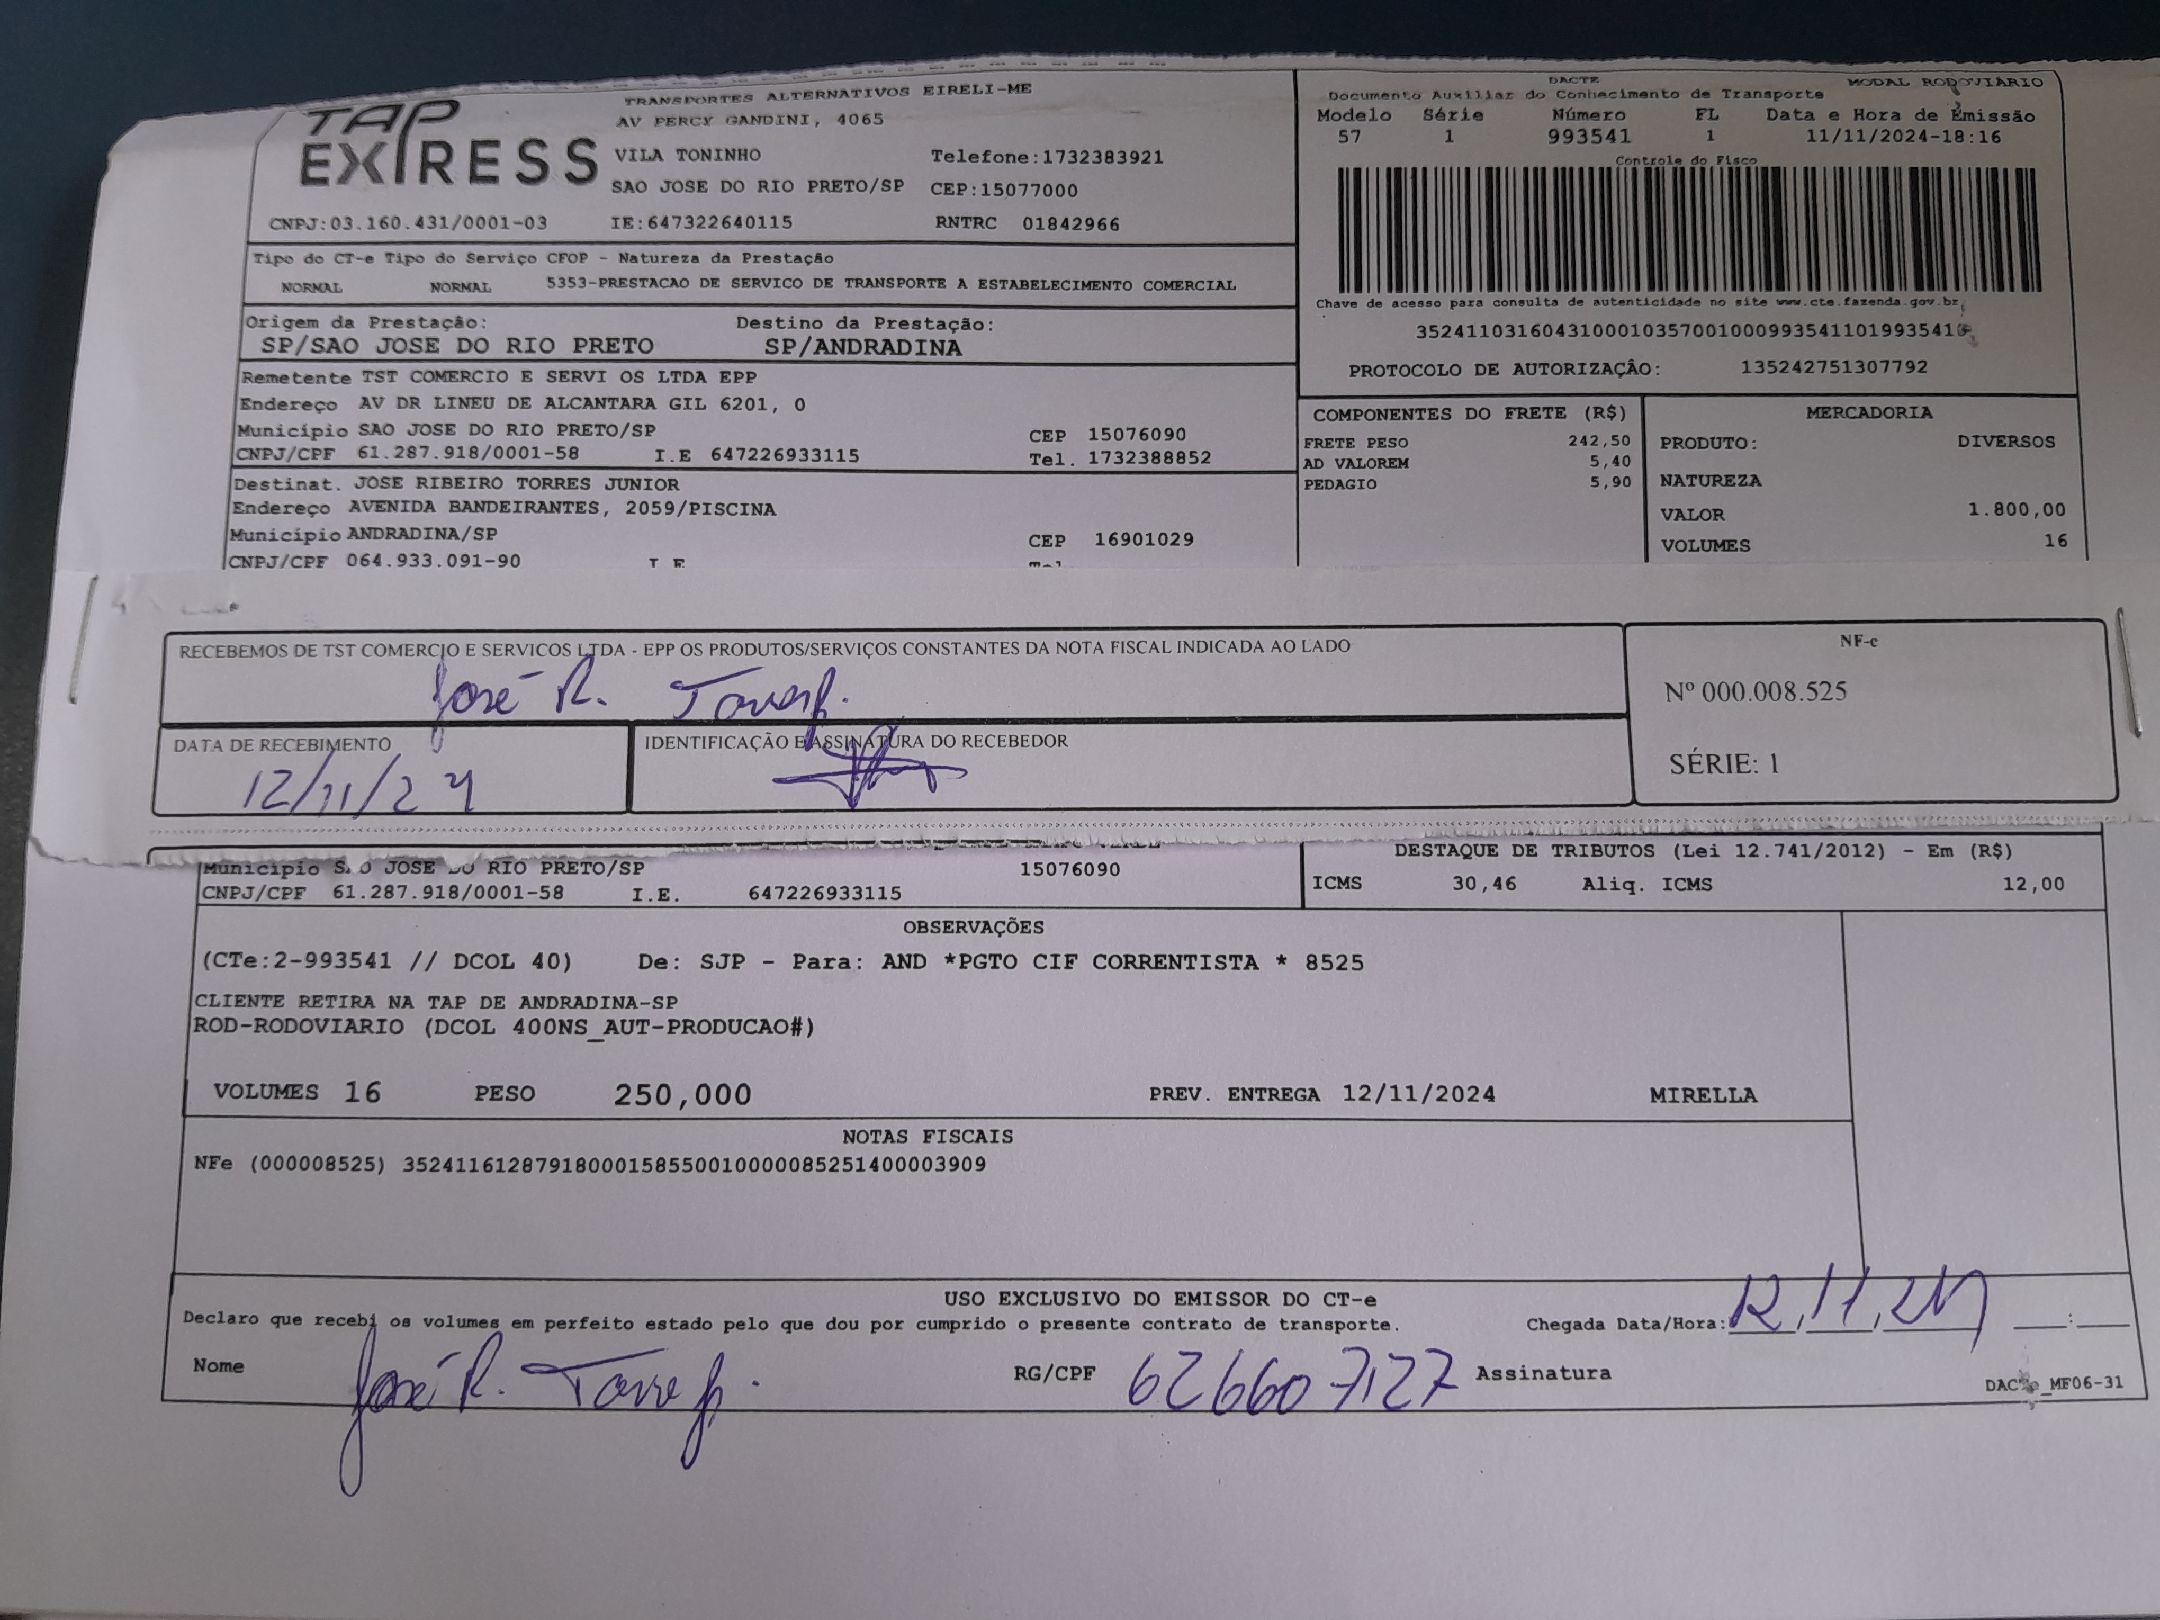 TAP EXPRESS
TRANSPORTES ALTERNATIVOS EIRELI-ME
AV PERCY GANDINI, 4065
VILA TONINHO Telefone:1732383921
SAO JOSE DO RIO PRETO/SP CEP:15077000
CNPJ:03.160.431/0001-03 IE:647322640115 RNTRC 01842966
DACTE MODAL RODOVIÁRIO
Documento Auxiliar do Conhecimento de Transporte
Modelo Série Número FL Data e Hora de Emissão
57 1 993541 1 11/11/2024-18:16
Controle do Fisco
Chave de acesso para consulta de autenticidade no site www.cte.fazenda.gov.br
PROTOCOLO DE AUTORIZAÇÃO: 135242751307792
Tipo do CT-e Tipo do Serviço CFOP - Natureza da Prestação
NORMAL NORMAL 5353-PRESTACAO DE SERVICO DE TRANSPORTE A ESTABELECIMENTO COMERCIAL
Origem da Prestação: Destino da Prestação:
SP/SAO JOSE DO RIO PRETO SP/ANDRADINA
Remetente TST COMERCIO E SERVI OS LTDA EPP
Endereço AV DR LINEU DE ALCANTARA GIL 6201, 0
Município SAO JOSE DO RIO PRETO/SP CEP 15076090
CNPJ/CPF 61.287.918/0001-58 I.E 647226933115 Tel. 1732388852
Destinat. JOSE RIBEIRO TORRES JUNIOR
Endereço AVENIDA BANDEIRANTES, 2059/PISCINA
Município ANDRADINA/SP CEP 16901029
CNPJ/CPF 064.933.091-90
COMPONENTES DO FRETE (R$)
FRETE PESO 242,50
AD VALOREM 5,40
PEDAGIO 5,90
MERCADORIA
PRODUTO: DIVERSOS
NATUREZA
VALOR 1.800,00
VOLUMES 16
RECEBEMOS DE TST COMERCIO E SERVICOS LTDA - EPP OS PRODUTOS/SERVIÇOS CONSTANTES DA NOTA FISCAL INDICADA AO LADO
José R.
DATA DE RECEBIMENTO
12/11/24
IDENTIFICAÇÃO E ASSINATURA DO RECEBEDOR
NF-e
Nº 000.008.525
SÉRIE: 1
Município SAO JOSE DO RIO PRETO/SP 15076090
CNPJ/CPF 61.287.918/0001-58 I.E. 647226933115
DESTAQUE DE TRIBUTOS (Lei 12.741/2012) - Em (R$)
ICMS 30,46 Aliq. ICMS 12,00
OBSERVAÇÕES
(CTe:2-993541 // DCOL 40) De: SJP - Para: AND *PGTO CIF CORRENTISTA * 8525
CLIENTE RETIRA NA TAP DE ANDRADINA-SP
ROD-RODOVIARIO (DCOL 400NS_AUT-PRODUCAO#)
VOLUMES 16 PESO 250,000 PREV. ENTREGA 12/11/2024 MIRELLA
NOTAS FISCAIS
NFe (000008525) 35241161287918000158550010000085251400003909
USO EXCLUSIVO DO EMISSOR DO CT-e
Declaro que recebi os volumes em perfeito estado pelo que dou por cumprido o presente contrato de transporte. Chegada Data/Hora: 12, 11, 24 :
Nome José R. RG/CPF 626607127 Assinatura
MF06-31